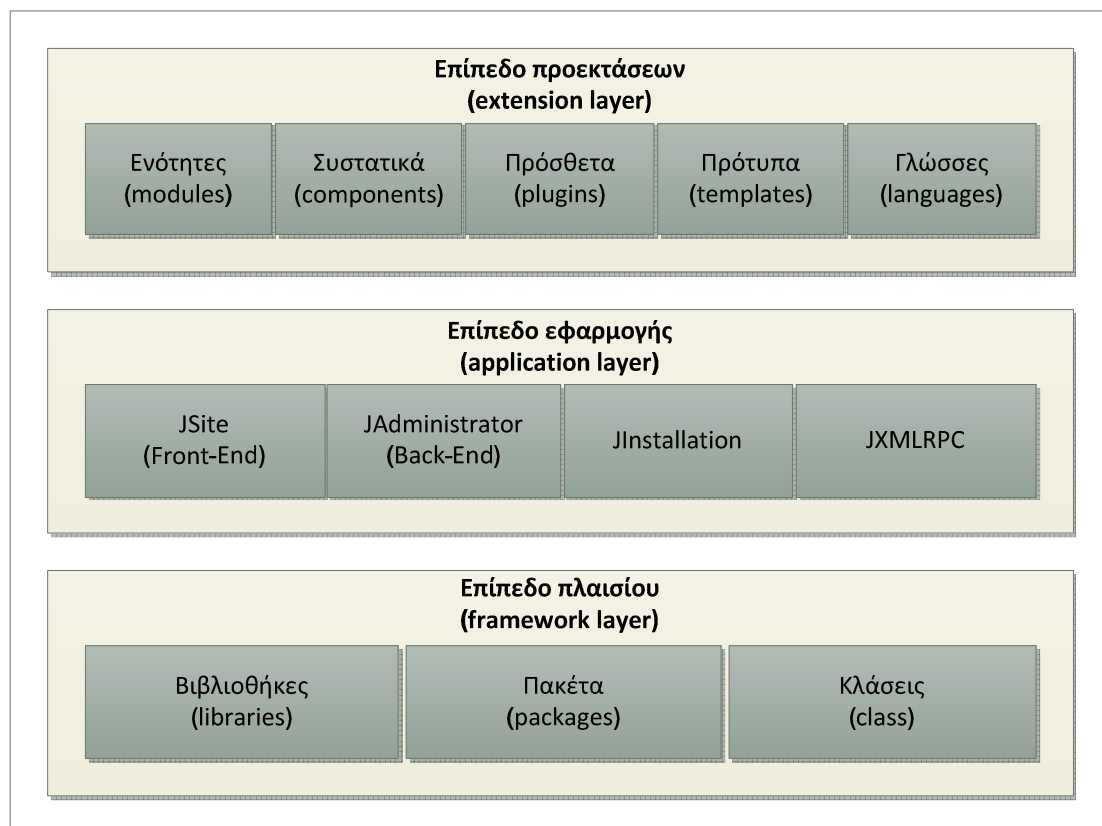 Επίπεδο προεκτάσεων
(extension layer)
Ενότητες
(modules)
Συστατικά
(components)
Πρόσθετα
(plugins)
Πρότυπα
(templates)
Γλώσσες
(languages)
Επίπεδο εφαρμογής
(application layer)
JSite
(Front-End)
JAdministrator
(Back-End)
JInstallation
JXMLRPC
Επίπεδο πλαισίου
(framework layer)
Βιβλιοθήκες
(libraries)
Πακέτα
(packages)
Κλάσεις
(class)